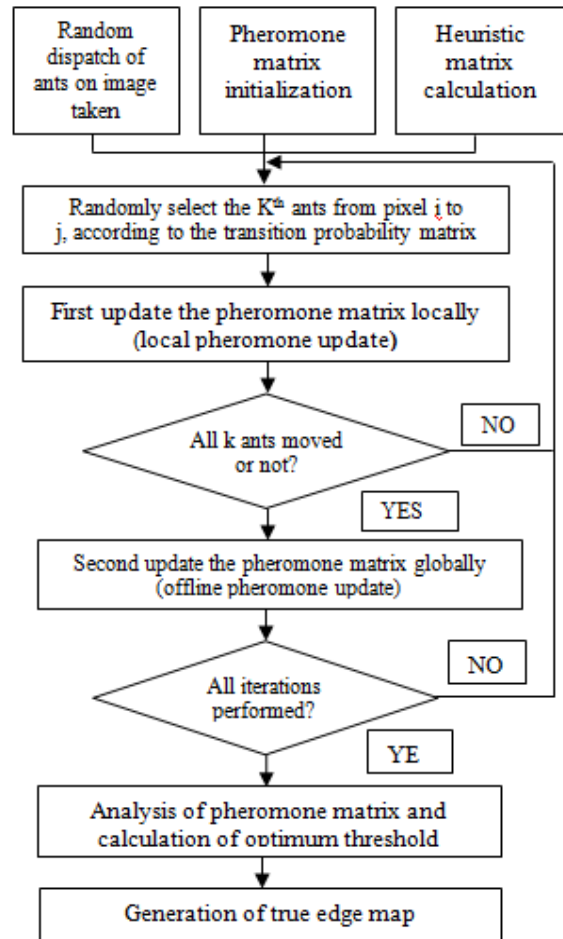 Random
dispatch of
ants on image
taken
Pheromone
matrix
initialization
Heuristic
matrix
calculation
Randomly select the Kth ants from pixel i to
j, according to the transition probability matrix
First update the pheromone matrix locally
(local pheromone update)
All k ants moved
or not?
NO
YES
Second update the pheromone matrix globally
(offline pheromone update)
All iterations
performed?
NO
YE
Analysis of pheromone matrix and
calculation of optimum threshold
Generation of true edge map